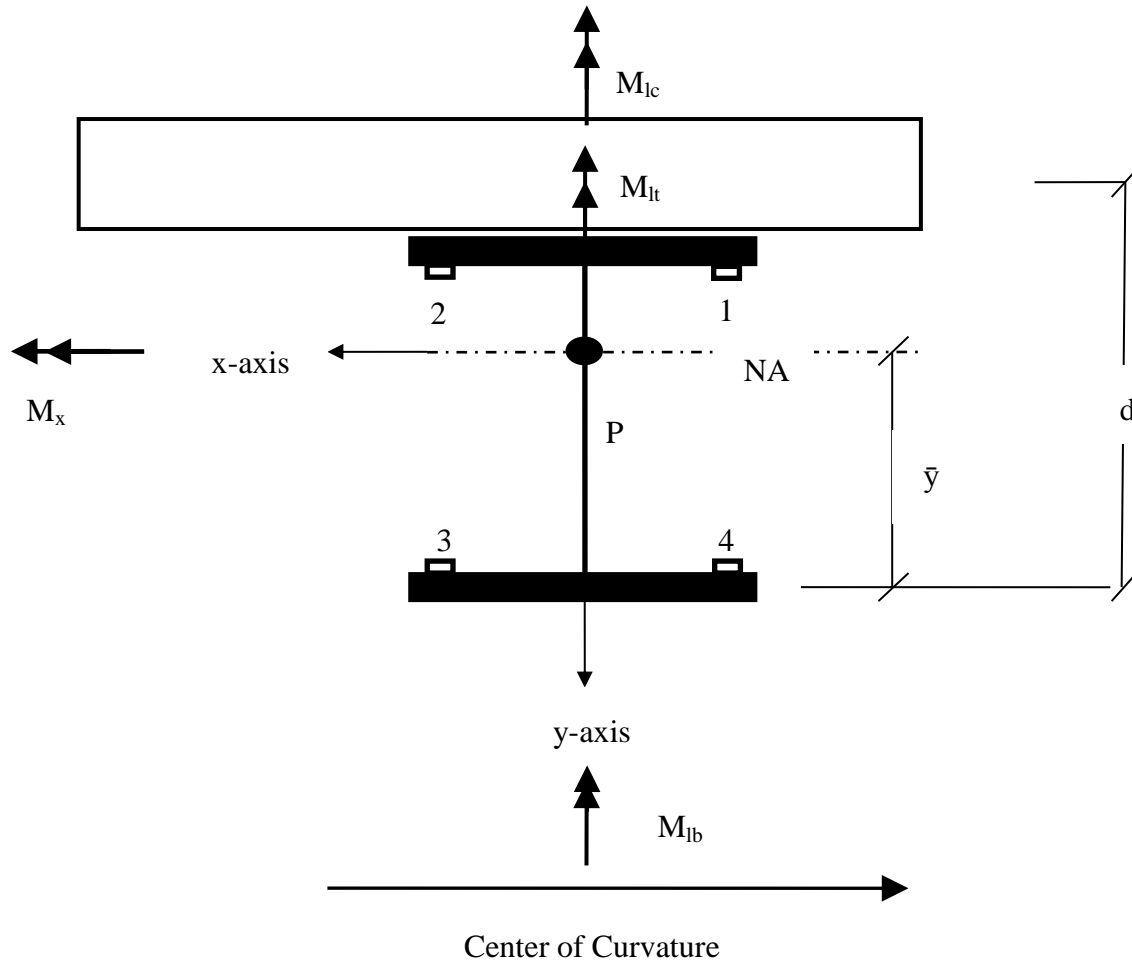 M_lc
M_lt
2
1
x-axis
NA
M_x
d
P
ȳ
3
4
y-axis
M_lb
Center of Curvature